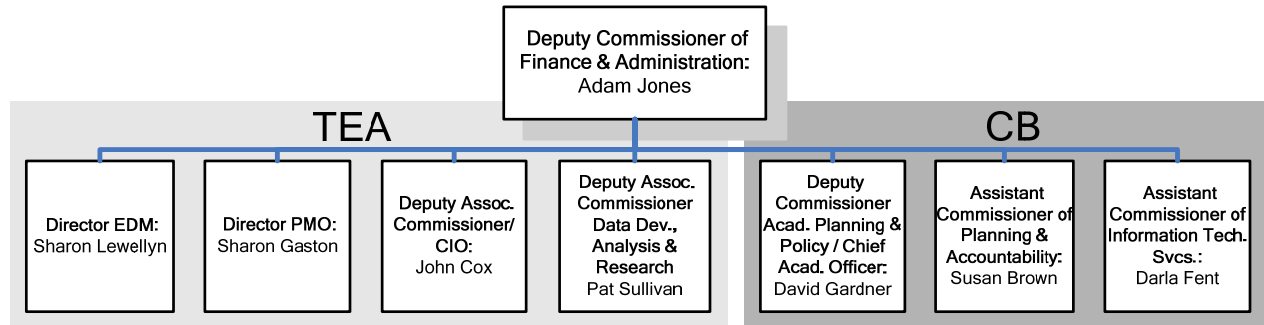 Deputy Commissioner of
Finance & Administration:
Adam Jones
TEA
CB
Director EDM:
Sharon Lewellyn
Director PMO:
Sharon Gaston
Deputy Assoc.
Commissioner/
CIO:
John Cox
Deputy Assoc.
Commissioner
Data Dev.,
Analysis &
Research
Pat Sullivan
Deputy
Commissioner
Acad. Planning &
Policy / Chief
Acad. Officer:
David Gardner
Assistant
Commissioner of
Planning &
Accountability:
Susan Brown
Assistant
Commissioner of
Information Tech.
Svcs.:
Darla Fent